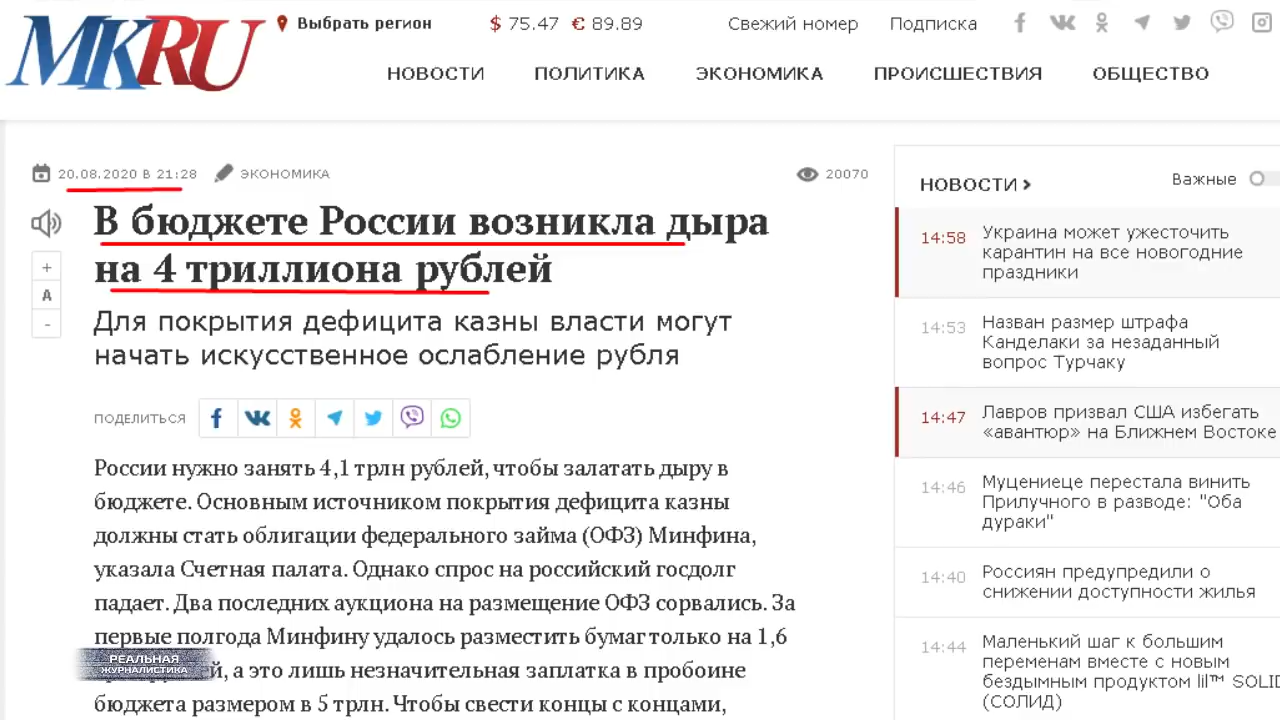 MKRU
Выбрать регион
$ 75.47 € 89.89
Свежий номер
Подписка
НОВОСТИ ПОЛИТИКА ЭКОНОМИКА ПРОИСШЕСТВИЯ ОБЩЕСТВО
20.08.2020 В 21:28
ЭКОНОМИКА
20070
В бюджете России возникла дыра
на 4 триллиона рублей
Для покрытия дефицита казны власти могут
начать искусственное ослабление рубля
+
А
-
ПОДЕЛИТЬСЯ
России нужно занять 4,1 трлн рублей, чтобы залатать дыру в
бюджете. Основным источником покрытия дефицита казны
должны стать облигации федерального займа (ОФЗ) Минфина,
указала Счетная палата. Однако спрос на российский госдолг
падает. Два последних аукциона на размещение ОФЗ сорвались. За
первые полгода Минфину удалось разместить бумаг только на 1,6
а это лишь незначительная заплатка в пробоине
бюджета размером в 5 трлн. Чтобы свести концы с концами,
РЕАЛЬНАЯ
ЖУРНАЛИСТИКА
НОВОСТИ
Важные
14:58 Украина может ужесточить
карантин на все новогодние
праздники
14:53 Назван размер штрафа
Канделаки за незаданный
вопрос Турчаку
14:47 Лавров призвал США избегать
«авантюр» на Ближнем Востоке
14:46 Муцениеце перестала винить
Прилучного в разводе: "Оба
дураки"
14:40 Россиян предупредили о
снижении доступности жилья
14:44 Маленький шаг к большим
переменам вместе с новым
бездымным продуктом lil™ SOLID
(СОЛИД)